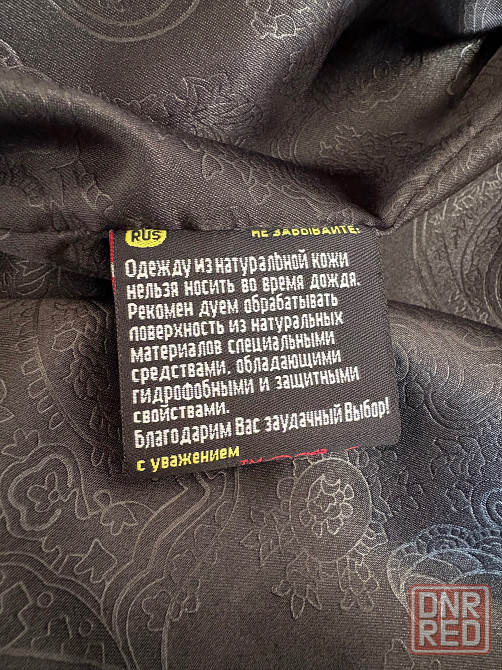 RUS
НЕ ЗАБЫВАЙТЕ:
Одежду из натуралЬной кожи
нельзя носить во время дождя.
Рекомен дуем обрабатывать
поверхность из натуральных
материалов специальными
средствами, обладающими
гидрофобными и защитными
свойствами.
Благодарим Вас заудачный Выбор!
с уважением
DNR
RED